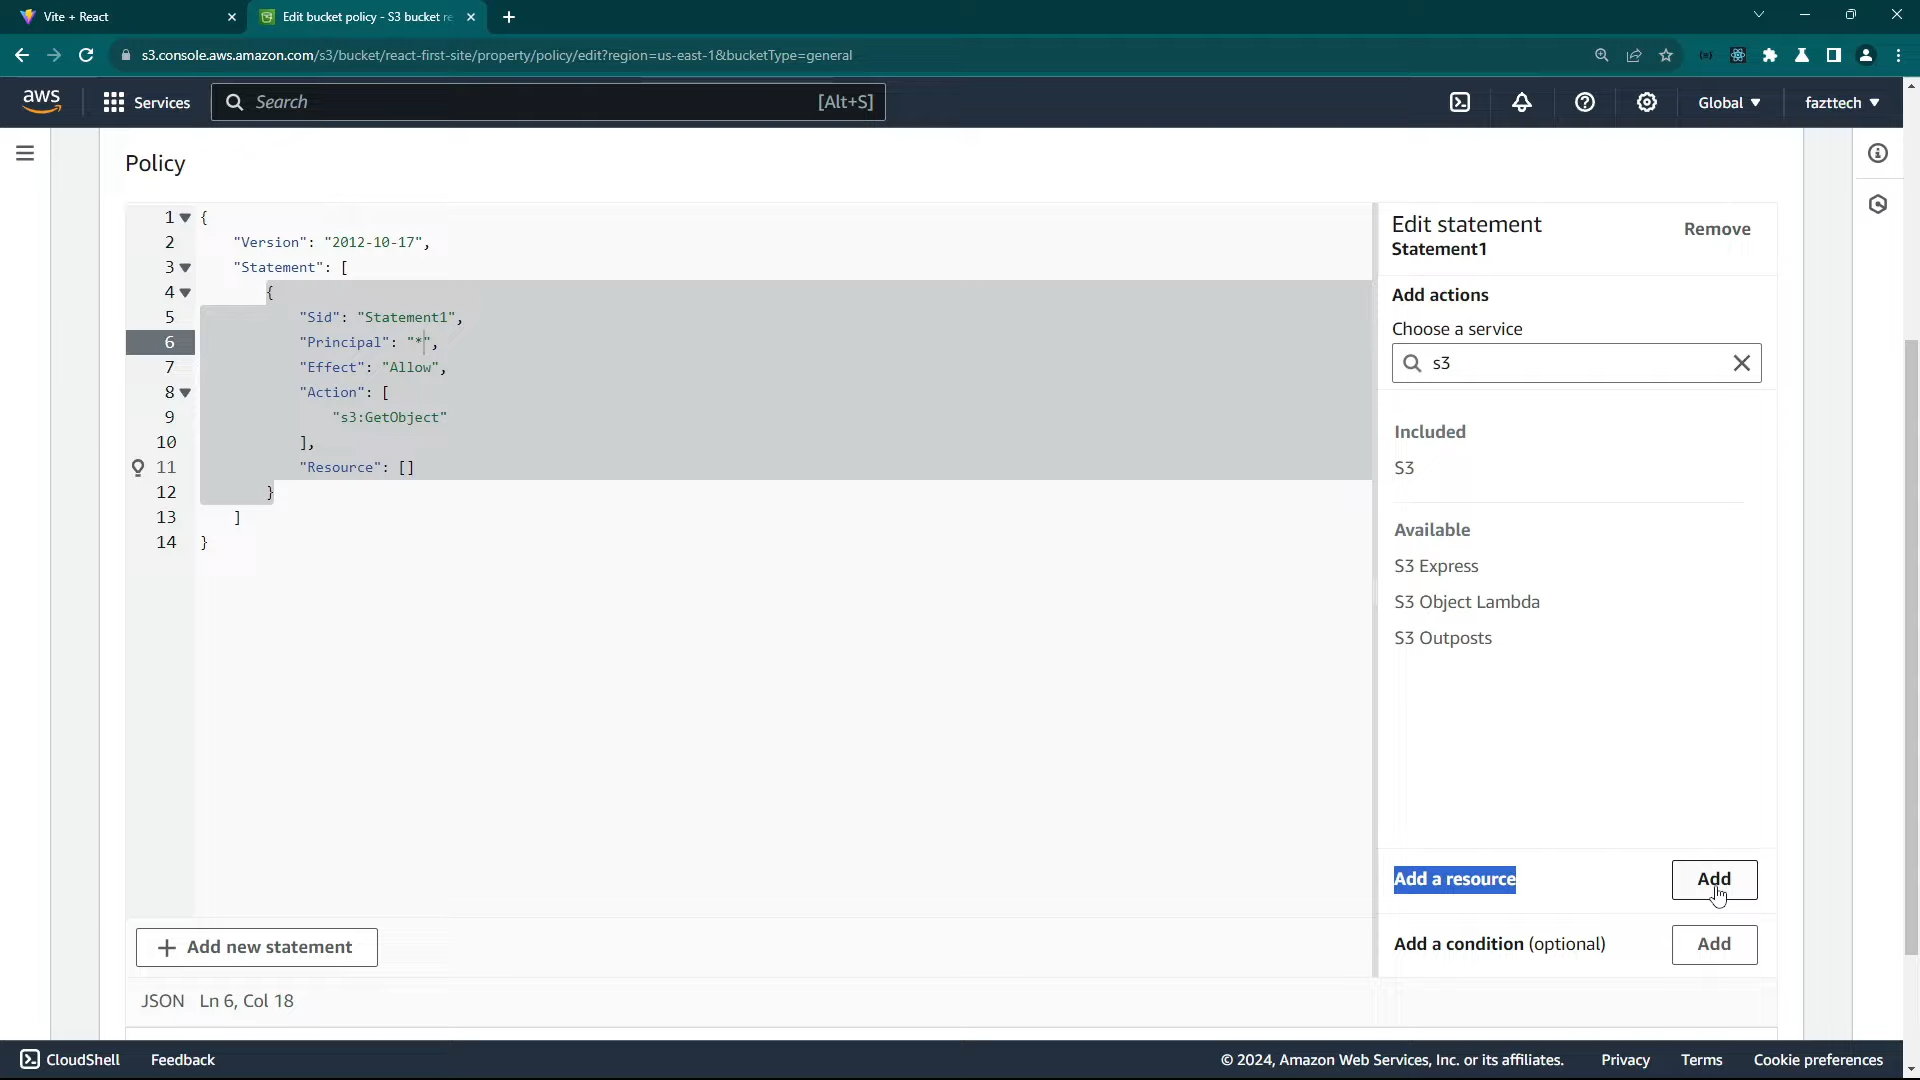 Vite + React
Edit bucket policy - S3 bucket re
s3.console.aws.amazon.com/s3/bucket/react-first-site/property/policy/edit?region=us-east-1&bucketType=general
aws
Services
Search
[Alt+S]
Global
fazttech
Policy
1 {
2 "Version": "2012-10-17",
3 "Statement": [
4 {
5 "Sid": "Statement1",
6 "Principal": "*",
7 "Effect": "Allow",
8 "Action": [
9 "s3:GetObject"
10 ],
11 "Resource": []
12 }
13 ]
14 }
+ Add new statement
JSON Ln 6, Col 18
Edit statement
Remove
Statement1
Add actions
Choose a service
s3
Included
S3
Available
S3 Express
S3 Object Lambda
S3 Outposts
Add a resource
Add
Add a condition (optional)
Add
CloudShell
Feedback
© 2024, Amazon Web Services, Inc. or its affiliates.
Privacy
Terms
Cookie preferences